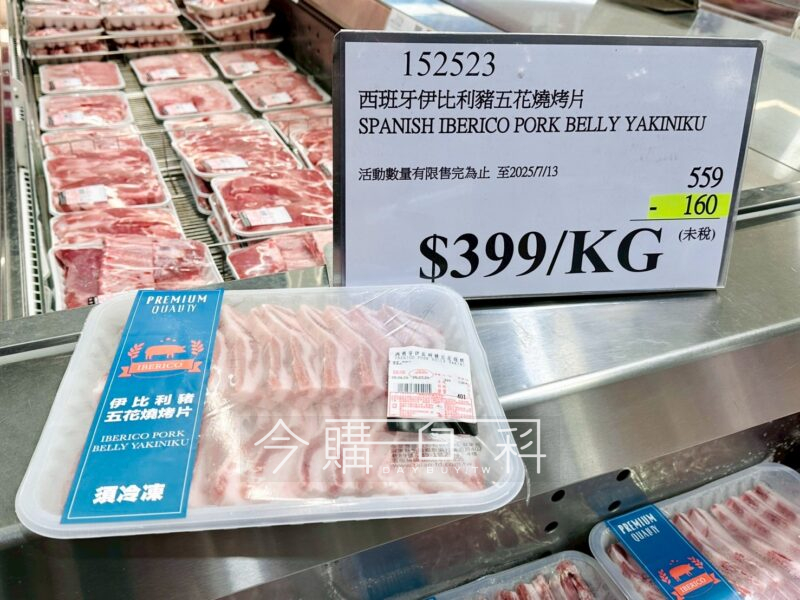 152523
西班牙伊比利豬五花燒烤片
SPANISH IBERICO PORK BELLY YAKINIKU
活動數量有限售完為止 至2025/7/13
559
- 160
$399/KG
(未稅)
PREMIUM
QUALITY
IBERICO
伊比利豬
五花燒烤片
IBERICO PORK
BELLY YAKINIKU
須冷凍
401
今購百科
PREMIUM
QUALITY
IBERICO